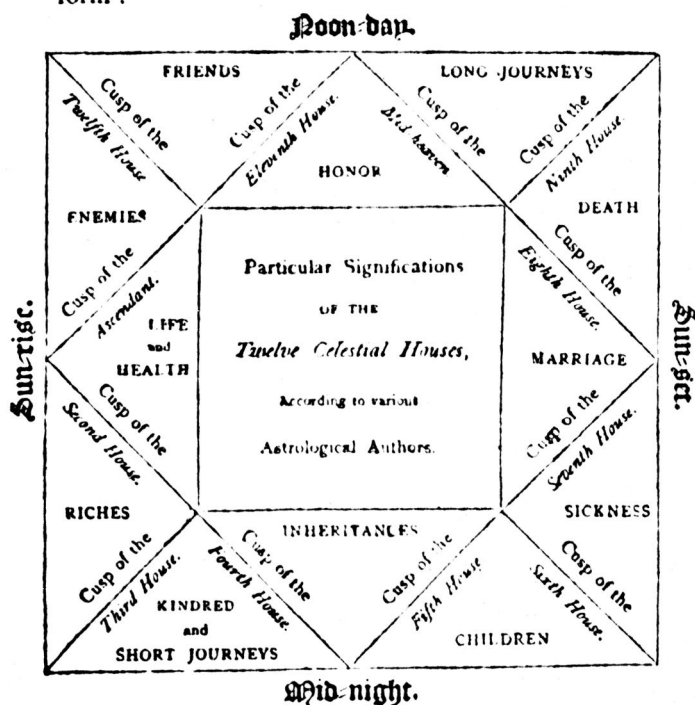 form:
Noon-day.
FRIENDS
LONG JOURNEYS
Cusp of the
Twelfth House
Cusp of the
Eleventh House.
Cusp of the
Mid heaven
Cusp of the
Ninth House.
HONOR
ENEMIES
DEATH
Cusp of the
Ascendant.
Cusp of the
Eighth House.
Particular Significations
OF THE
Twelve Celestial Houses,
According to various
Astrological Authors.
LIFE
and
HEALTH
MARRIAGE
Sun-rise.
Sun-set.
Cusp of the
Second House.
Cusp of the
Seventh House.
RICHES
SICKNESS
INHERITANCES
Cusp of the
Third House.
Cusp of the
Fourth House.
Cusp of the
Fifth House
Cusp of the
Sixth House.
KINDRED
and
SHORT JOURNEYS
CHILDREN
Mid-night.